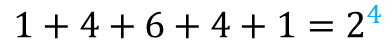 1 + 4 + 6 + 4 + 1 = 2⁴